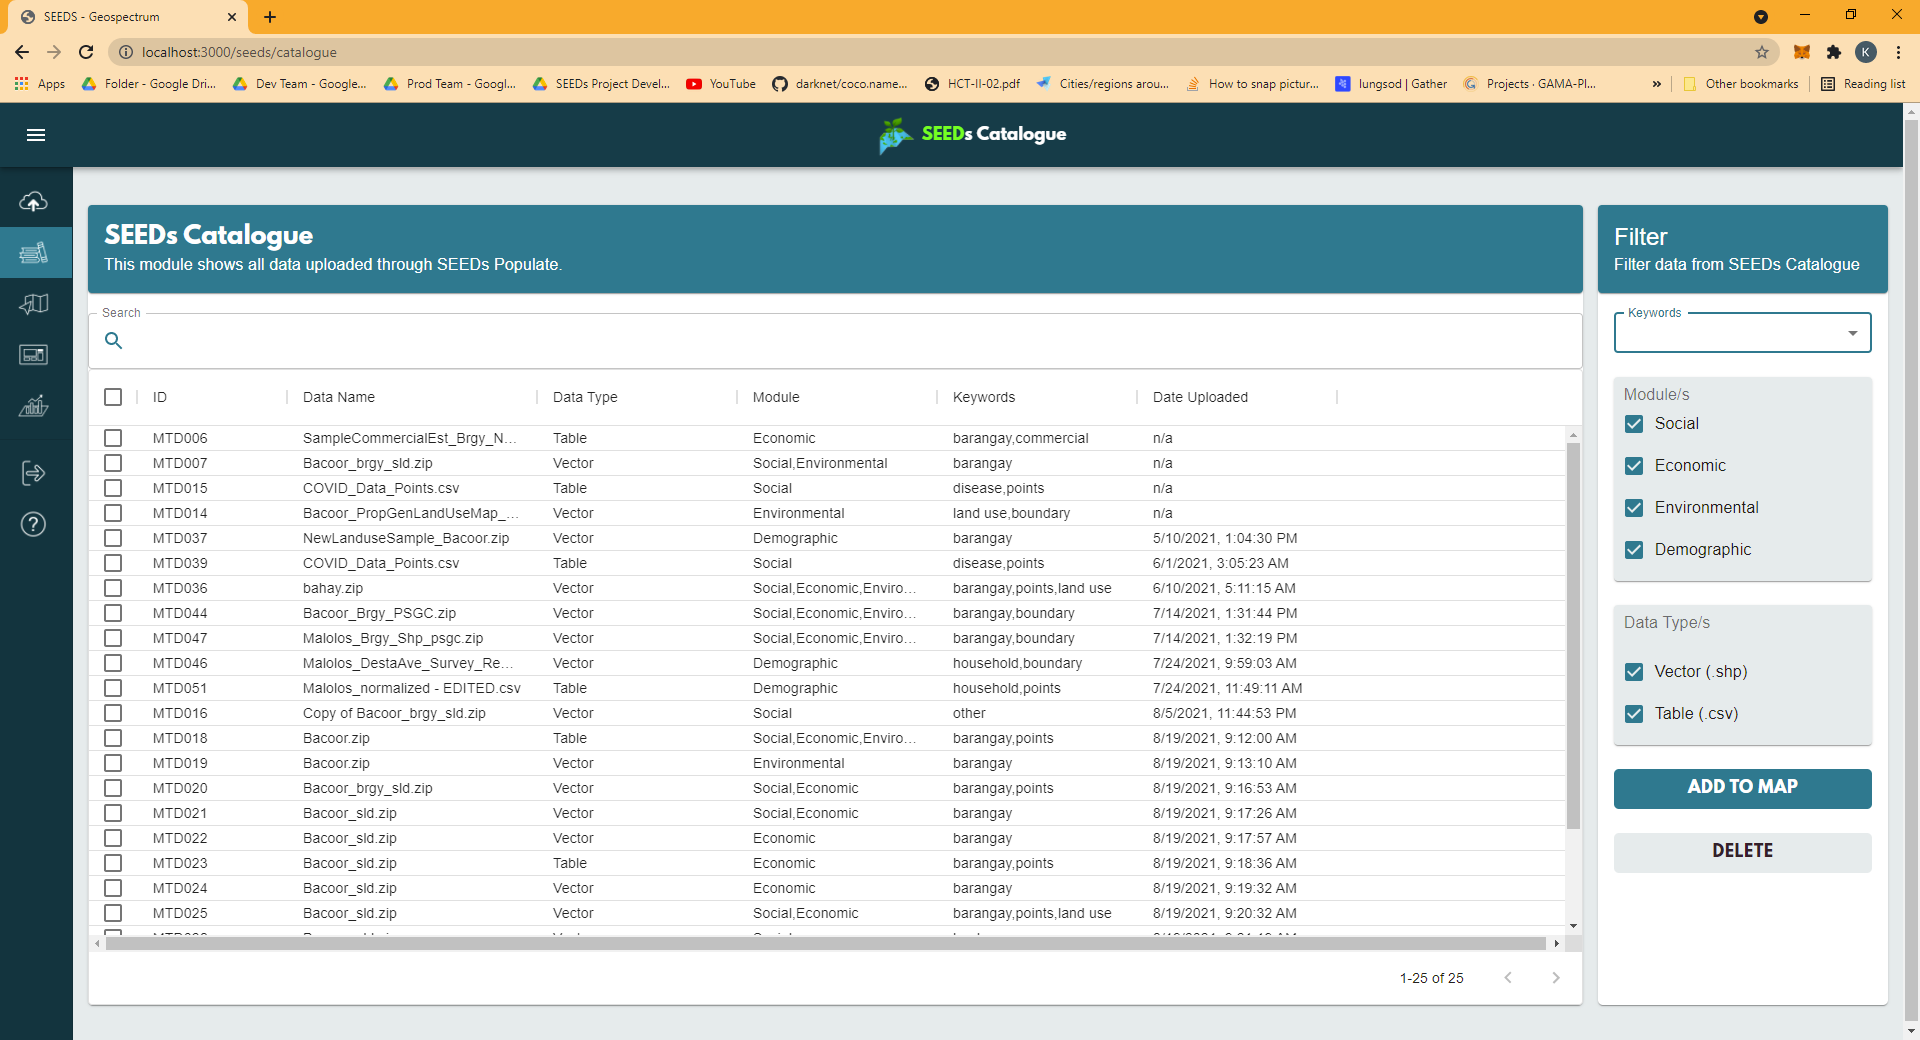 SEEDS - Geospectrum
localhost:3000/seeds/catalogue
K
Apps
Folder - Google Dri...
Dev Team - Google...
Prod Team - Googl...
SEEDs Project Devel...
YouTube
darknet/coco.name...
HCT-II-02.pdf
Cities/regions arou...
How to snap pictur...
lungsod | Gather
Projects · GAMA-Pl...
»
Other bookmarks
Reading list
SEEDs Catalogue
SEEDs Catalogue
This module shows all data uploaded through SEEDs Populate.
Search
ID Data Name Data Type Module Keywords Date Uploaded
MTD006 SampleCommercialEst_Brgy_N... Table Economic barangay,commercial n/a
MTD007 Bacoor_brgy_sld.zip Vector Social,Environmental barangay n/a
MTD015 COVID_Data_Points.csv Table Social disease,points n/a
MTD014 Bacoor_PropGenLandUseMap_... Vector Environmental land use,boundary n/a
MTD037 NewLanduseSample_Bacoor.zip Vector Demographic barangay 5/10/2021, 1:04:30 PM
MTD039 COVID_Data_Points.csv Table Social disease,points 6/1/2021, 3:05:23 AM
MTD036 bahay.zip Vector Social,Economic,Enviro... barangay,points,land use 6/10/2021, 5:11:15 AM
MTD044 Bacoor_Brgy_PSGC.zip Vector Social,Economic,Enviro... barangay,boundary 7/14/2021, 1:31:44 PM
MTD047 Malolos_Brgy_Shp_psgc.zip Vector Social,Economic,Enviro... barangay,boundary 7/14/2021, 1:32:19 PM
MTD046 Malolos_DestaAve_Survey_Re... Vector Demographic household,boundary 7/24/2021, 9:59:03 AM
MTD051 Malolos_normalized - EDITED.csv Table Demographic household,points 7/24/2021, 11:49:11 AM
MTD016 Copy of Bacoor_brgy_sld.zip Vector Social other 8/5/2021, 11:44:53 PM
MTD018 Bacoor.zip Table Social,Economic,Enviro... barangay,points 8/19/2021, 9:12:00 AM
MTD019 Bacoor.zip Vector Environmental barangay 8/19/2021, 9:13:10 AM
MTD020 Bacoor_brgy_sld.zip Vector Social,Economic barangay,points 8/19/2021, 9:16:53 AM
MTD021 Bacoor_sld.zip Vector Social,Economic barangay 8/19/2021, 9:17:26 AM
MTD022 Bacoor_sld.zip Vector Economic barangay 8/19/2021, 9:17:57 AM
MTD023 Bacoor_sld.zip Table Economic barangay,points 8/19/2021, 9:18:36 AM
MTD024 Bacoor_sld.zip Vector Economic barangay 8/19/2021, 9:19:32 AM
MTD025 Bacoor_sld.zip Vector Social,Economic barangay,points,land use 8/19/2021, 9:20:32 AM
1-25 of 25
Filter
Filter data from SEEDs Catalogue
Keywords
Module/s
Social
Economic
Environmental
Demographic
Data Type/s
Vector (.shp)
Table (.csv)
ADD TO MAP
DELETE